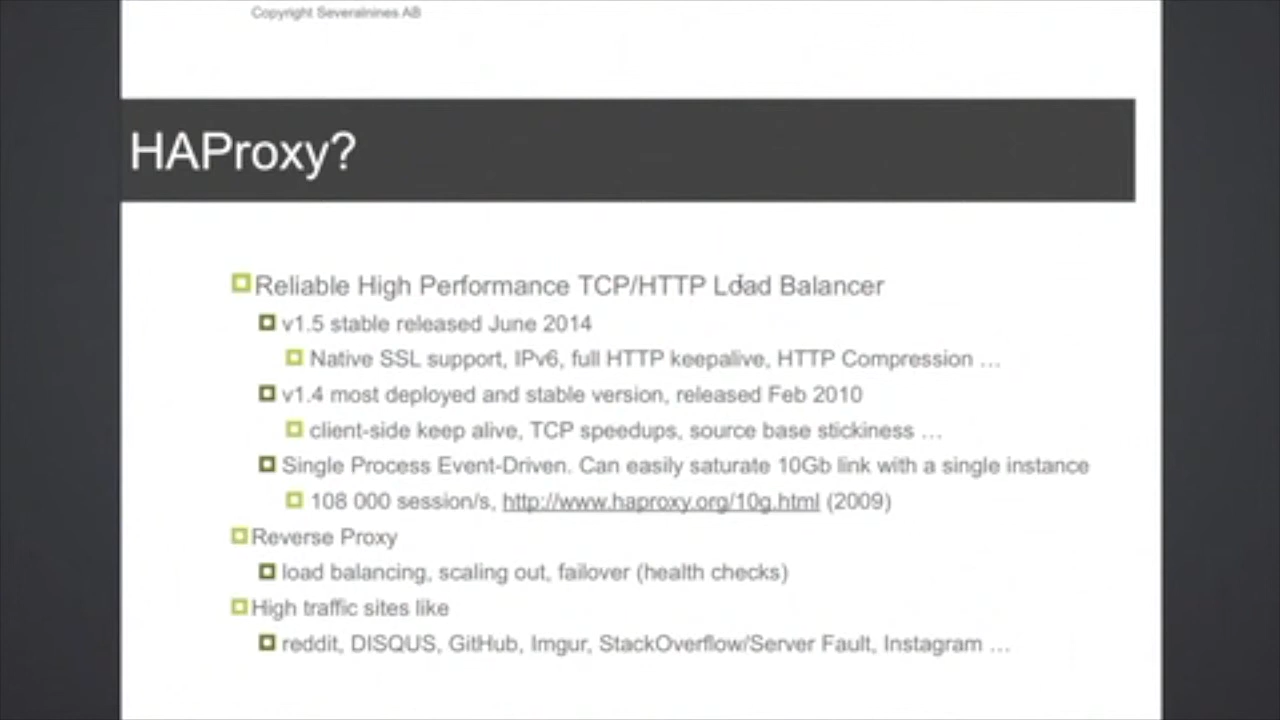 Copyright Severalnines AB
HAProxy?
Reliable High Performance TCP/HTTP Load Balancer
v1.5 stable released June 2014
Native SSL support, IPv6, full HTTP keepalive, HTTP Compression …
v1.4 most deployed and stable version, released Feb 2010
client-side keep alive, TCP speedups, source base stickiness …
Single Process Event-Driven. Can easily saturate 10Gb link with a single instance
108 000 session/s, http://www.haproxy.org/10g.html (2009)
Reverse Proxy
load balancing, scaling out, failover (health checks)
High traffic sites like
reddit, DISQUS, GitHub, Imgur, StackOverflow/Server Fault, Instagram …